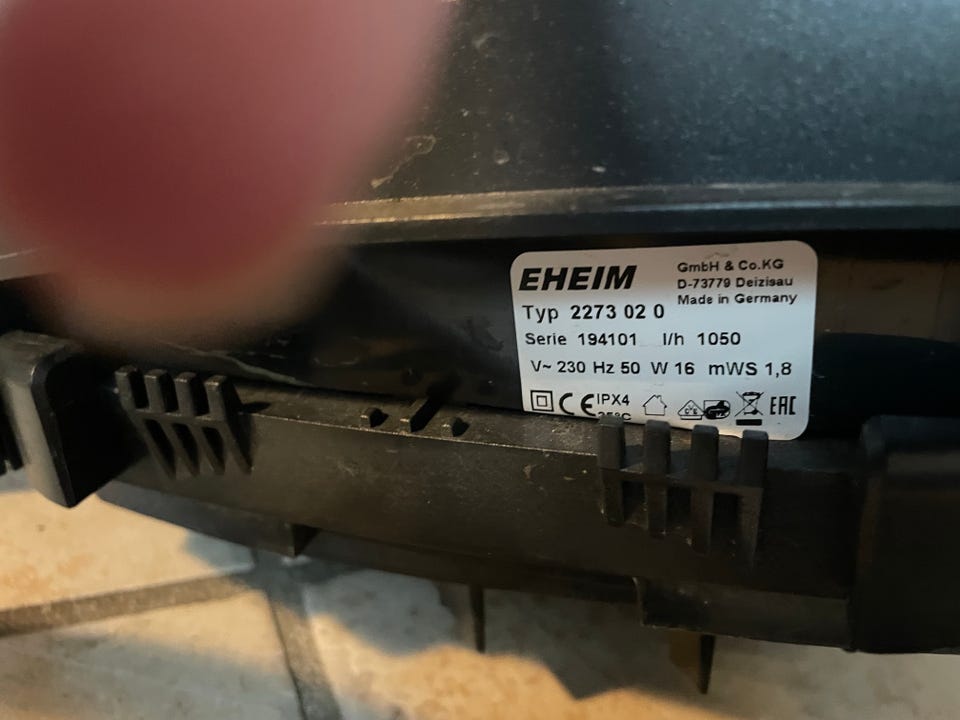 EHEIM
GmbH & Co.KG
D-73779 Deizisau
Made in Germany
Typ 2273 02 0
Serie 194101 l/h 1050
V~ 230 Hz 50 W 16 mWS 1,8
CE IPX4 EAC